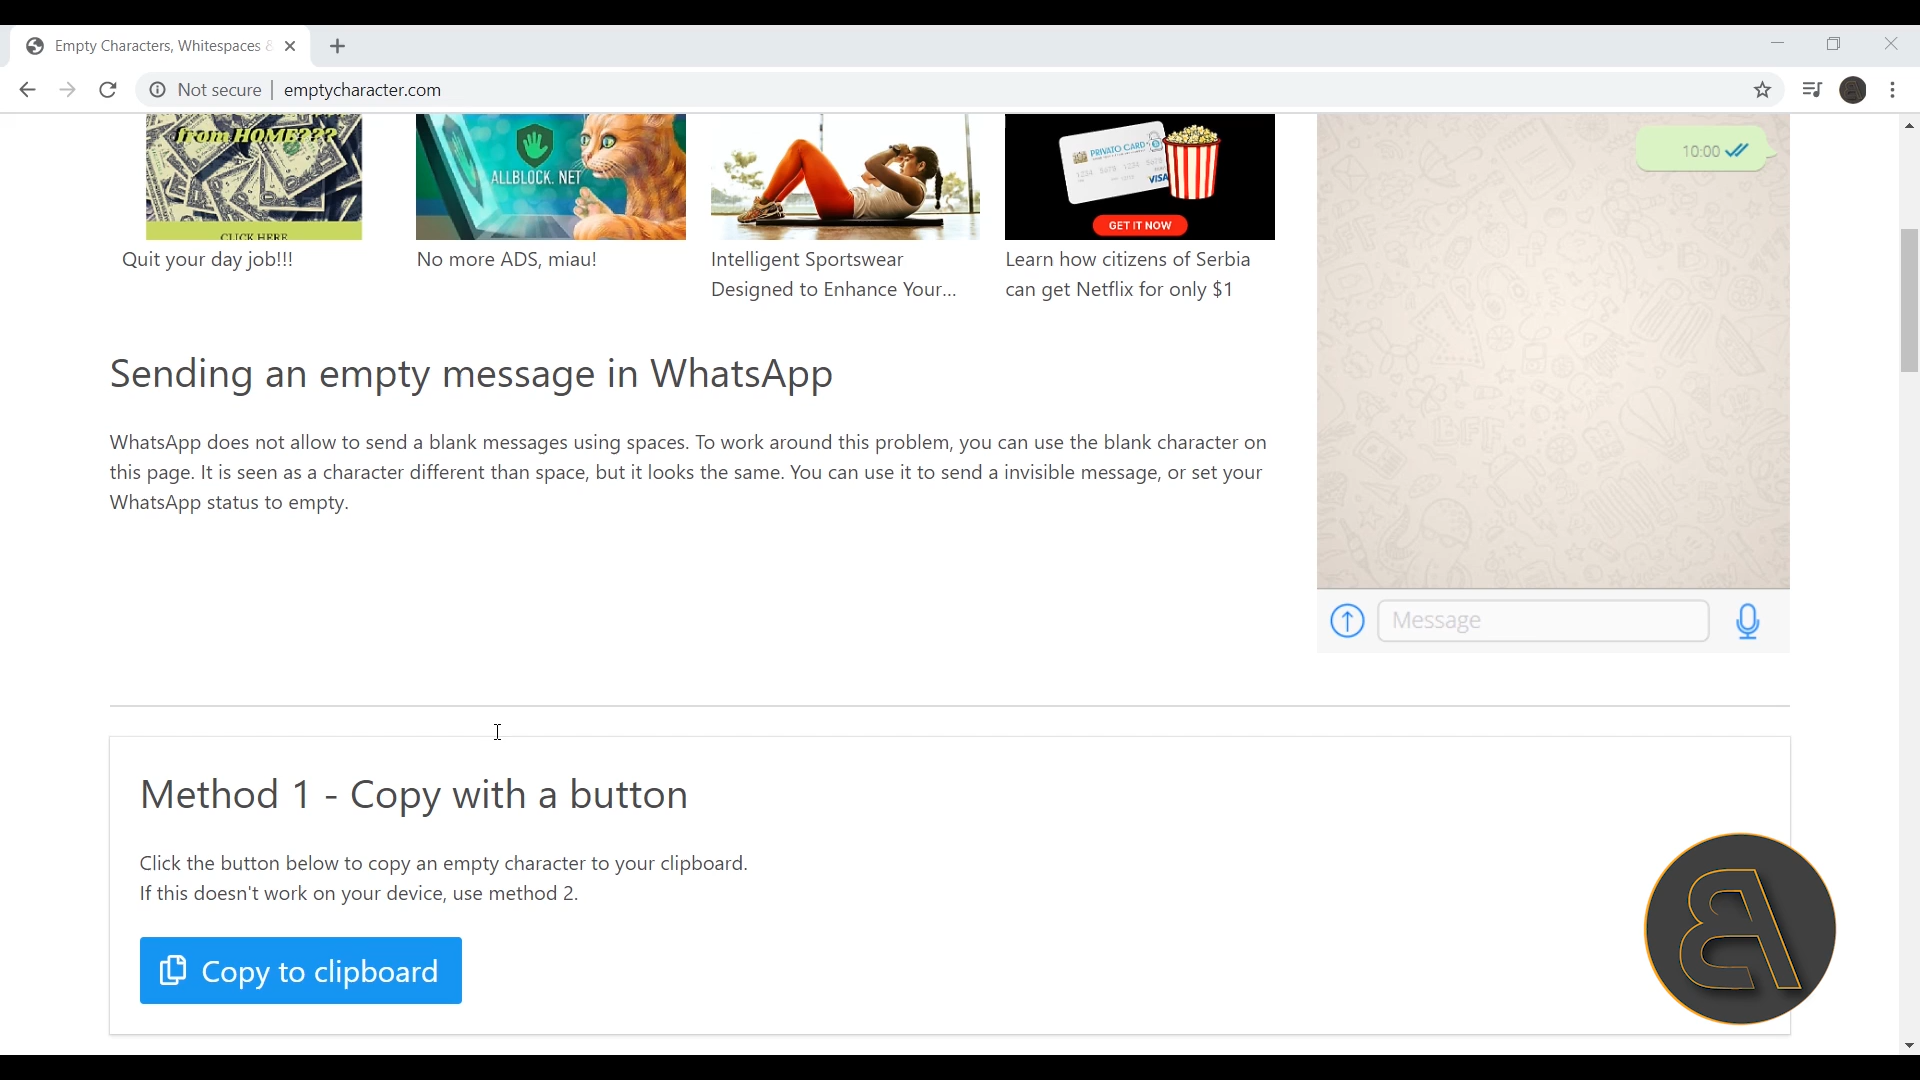 Empty Characters, Whitespaces &
Not secure | emptycharacter.com
from HOME???
CLICK HERE
ALLBLOCK. NET
PRIVATO CARD
VISA
GET IT NOW
10:00
Quit your day job!!!
No more ADS, miau!
Intelligent Sportswear
Designed to Enhance Your...
Learn how citizens of Serbia
can get Netflix for only $1
Sending an empty message in WhatsApp
WhatsApp does not allow to send a blank messages using spaces. To work around this problem, you can use the blank character on
this page. It is seen as a character different than space, but it looks the same. You can use it to send a invisible message, or set your
WhatsApp status to empty.
Message
Method 1 - Copy with a button
Click the button below to copy an empty character to your clipboard.
If this doesn't work on your device, use method 2.
Copy to clipboard